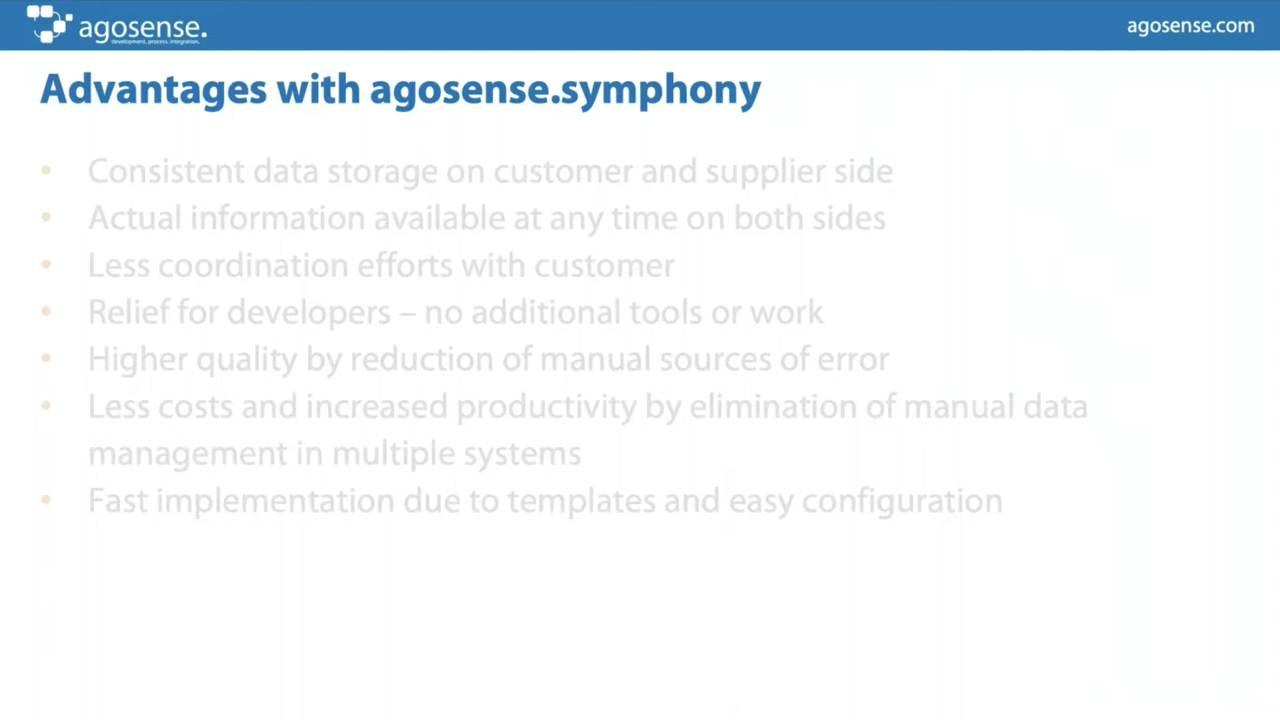 agosense.
development, process, integration.
agosense.com
Advantages with agosense.symphony
• Consistent data storage on customer and supplier side
• Actual information available at any time on both sides
• Less coordination efforts with customer
• Relief for developers – no additional tools or work
• Higher quality by reduction of manual sources of error
• Less costs and increased productivity by elimination of manual data
management in multiple systems
• Fast implementation due to templates and easy configuration